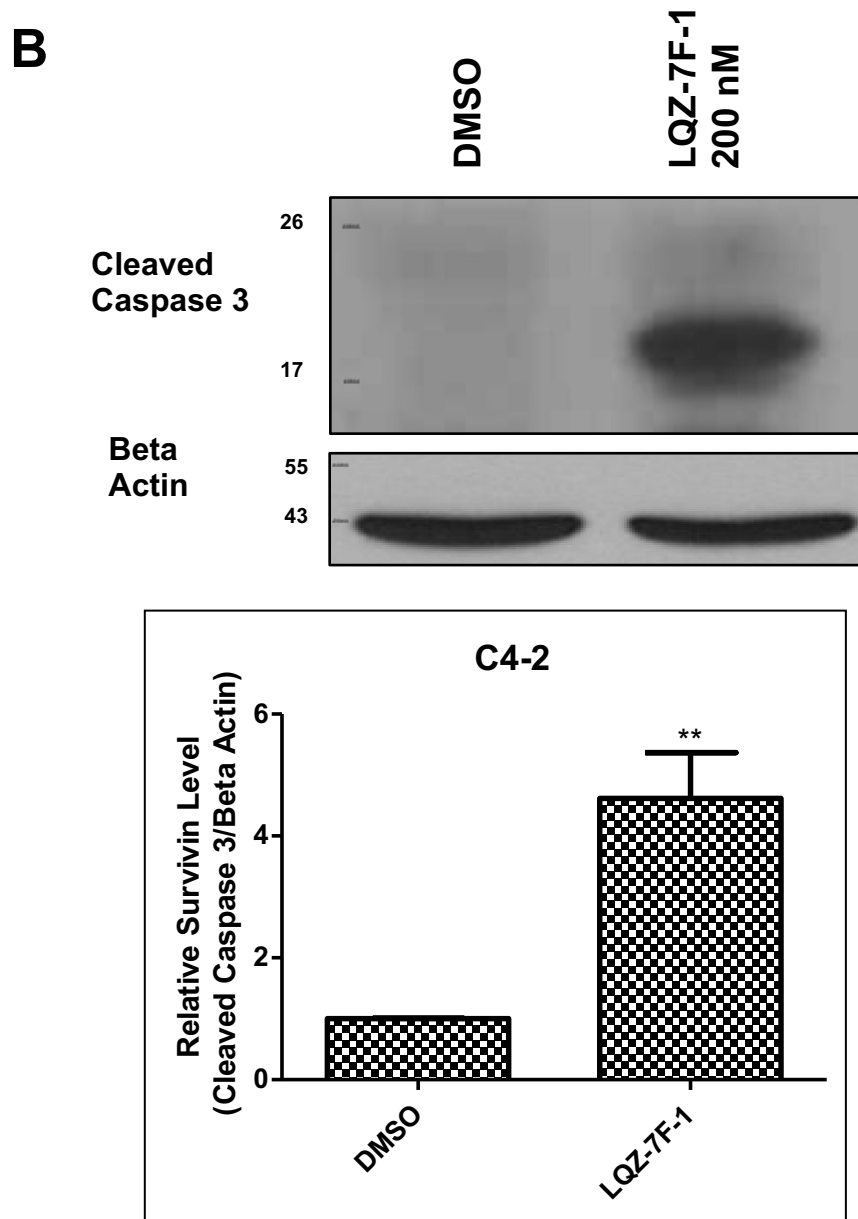 B
DMSO
LQZ-7F-1
200 nM
26
Cleaved
Caspase 3
17
Beta
Actin
55
43
C4-2
Relative Survivin Level
(Cleaved Caspase 3/Beta Actin)
6
4
2
0
**
DMSO
LQZ-7F-1